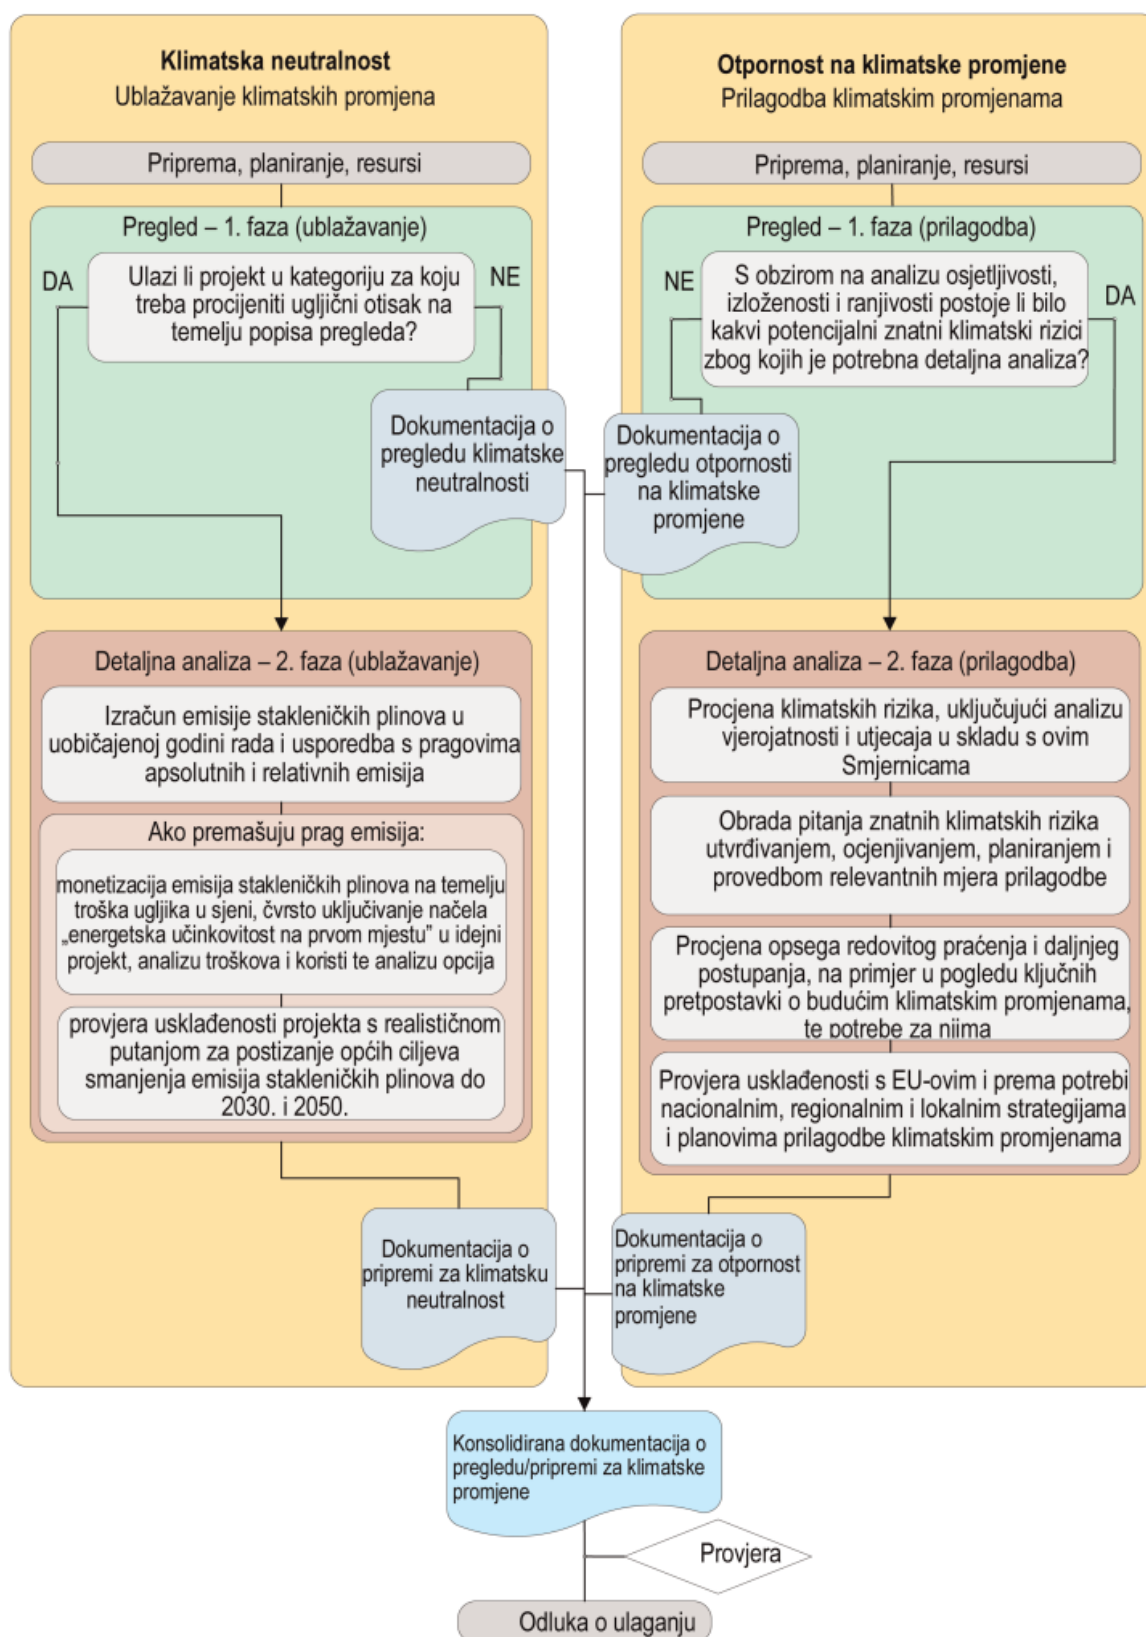 Klimatska neutralnost
Ublažavanje klimatskih promjena
Priprema, planiranje, resursi
Pregled – 1. faza (ublažavanje)
DA
Ulazi li projekt u kategoriju za koju
treba procijeniti ugljični otisak na
temelju popisa pregleda?
NE
Dokumentacija o
pregledu klimatske
neutralnosti
Detaljna analiza – 2. faza (ublažavanje)
Izračun emisije stakleničkih plinova u
uobičajenoj godini rada i usporedba s pragovima
apsolutnih i relativnih emisija
Ako premašuju prag emisija:
monetizacija emisija stakleničkih plinova na temelju
troška ugljika u sjeni, čvrsto uključivanje načela
„energetska učinkovitost na prvom mjestu” u idejni
projekt, analizu troškova i koristi te analizu opcija
provjera usklađenosti projekta s realističnom
putanjom za postizanje općih ciljeva
smanjenja emisija stakleničkih plinova do
2030. i 2050.
Dokumentacija o
pripremi za klimatsku
neutralnost
Otpornost na klimatske promjene
Prilagodba klimatskim promjenama
Priprema, planiranje, resursi
Pregled – 1. faza (prilagodba)
NE
S obzirom na analizu osjetljivosti,
izloženosti i ranjivosti postoje li bilo
kakvi potencijalni znatni klimatski rizici
zbog kojih je potrebna detaljna analiza?
DA
Dokumentacija o
pregledu otpornosti
na klimatske
promjene
Detaljna analiza – 2. faza (prilagodba)
Procjena klimatskih rizika, uključujući analizu
vjerojatnosti i utjecaja u skladu s ovim
Smjernicama
Obrada pitanja znatnih klimatskih rizika
utvrđivanjem, ocjenjivanjem, planiranjem i
provedbom relevantnih mjera prilagodbe
Procjena opsega redovitog praćenja i daljnjeg
postupanja, na primjer u pogledu ključnih
pretpostavki o budućim klimatskim promjenama,
te potrebe za njima
Provjera usklađenosti s EU-ovim i prema potrebi
nacionalnim, regionalnim i lokalnim strategijama
i planovima prilagodbe klimatskim promjenama
Dokumentacija o
pripremi za otpornost
na klimatske
promjene
Konsolidirana dokumentacija o
pregledu/pripremi za klimatske
promjene
Provjera
Odluka o ulaganju